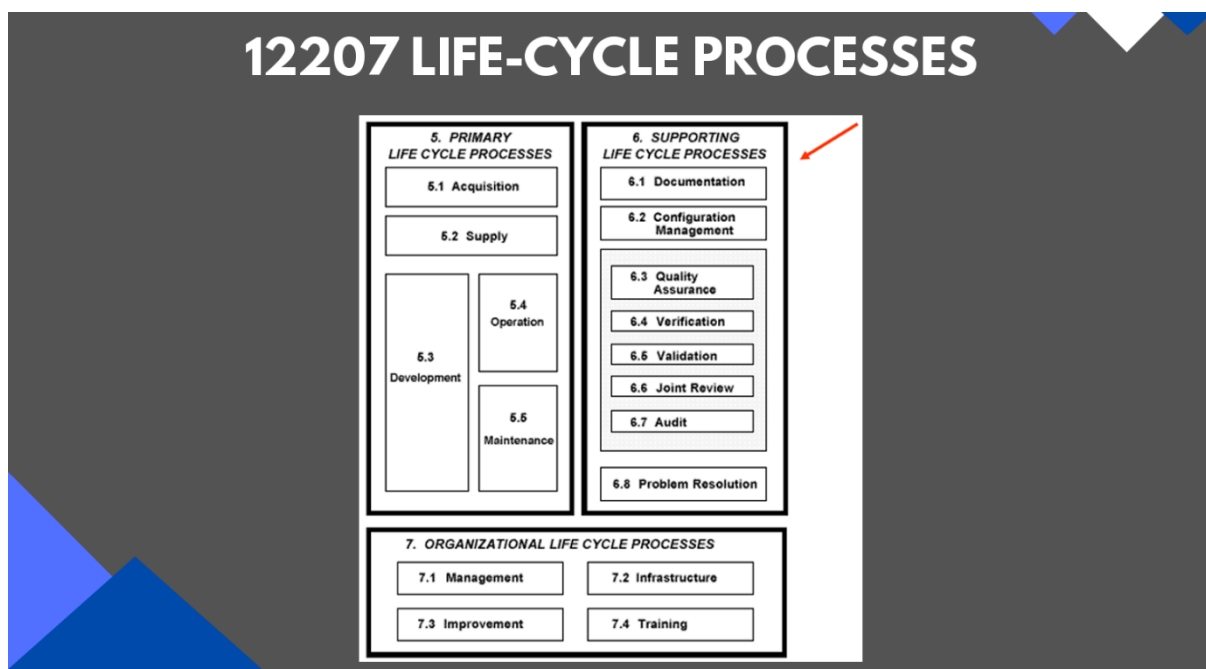 12207 LIFE-CYCLE PROCESSES
5. PRIMARY
LIFE CYCLE PROCESSES
5.1 Acquisition
5.2 Supply
5.3
Development
5.4
Operation
5.5
Maintenance
6. SUPPORTING
LIFE CYCLE PROCESSES
6.1 Documentation
6.2 Configuration
Management
6.3 Quality
Assurance
6.4 Verification
6.5 Validation
6.6 Joint Review
6.7 Audit
6.8 Problem Resolution
7. ORGANIZATIONAL LIFE CYCLE PROCESSES
7.1 Management
7.2 Infrastructure
7.3 Improvement
7.4 Training